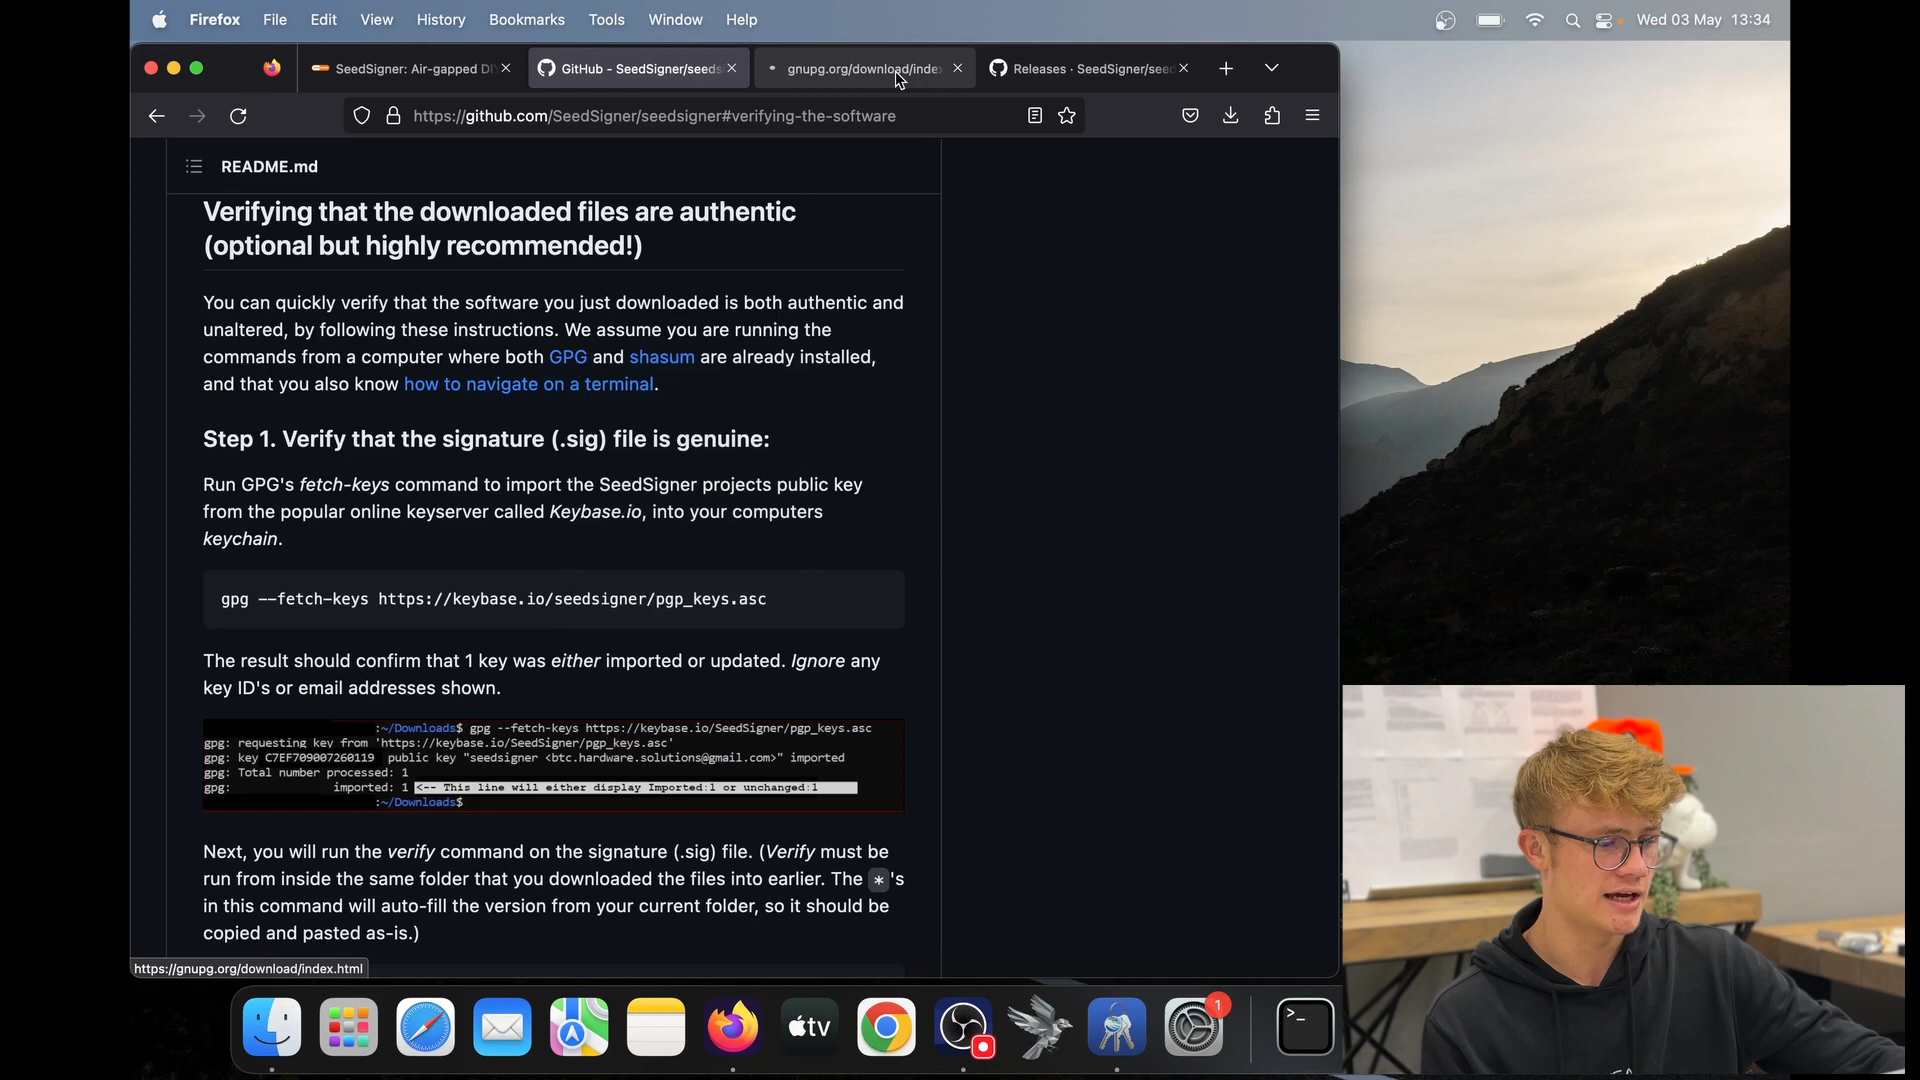 Firefox File Edit View History Bookmarks Tools Window Help Wed 03 May 13:34
SeedSigner: Air-gapped DI GitHub - SeedSigner/seeds gnupg.org/download/index Releases · SeedSigner/seed
https://github.com/SeedSigner/seedsigner#verifying-the-software
README.md
Verifying that the downloaded files are authentic
(optional but highly recommended!)
You can quickly verify that the software you just downloaded is both authentic and
unaltered, by following these instructions. We assume you are running the
commands from a computer where both GPG and shasum are already installed,
and that you also know how to navigate on a terminal.
Step 1. Verify that the signature (.sig) file is genuine:
Run GPG's fetch-keys command to import the SeedSigner projects public key
from the popular online keyserver called Keybase.io, into your computers
keychain.
gpg --fetch-keys https://keybase.io/seedsigner/pgp_keys.asc
The result should confirm that 1 key was either imported or updated. Ignore any
key ID's or email addresses shown.
:~/Downloads$ gpg --fetch-keys https://keybase.io/SeedSigner/pgp_keys.asc
gpg: requesting key from 'https://keybase.io/SeedSigner/pgp_keys.asc'
gpg: key C7EF709007260119 public key "seedsigner <btc.hardware.solutions@gmail.com>" imported
gpg: Total number processed: 1
gpg: imported: 1 <-- This line will either display Imported:1 or unchanged:1
:~/Downloads$
Next, you will run the verify command on the signature (.sig) file. (Verify must be
run from inside the same folder that you downloaded the files into earlier. The *'s
in this command will auto-fill the version from your current folder, so it should be
copied and pasted as-is.)
https://gnupg.org/download/index.html
tv
1
>_